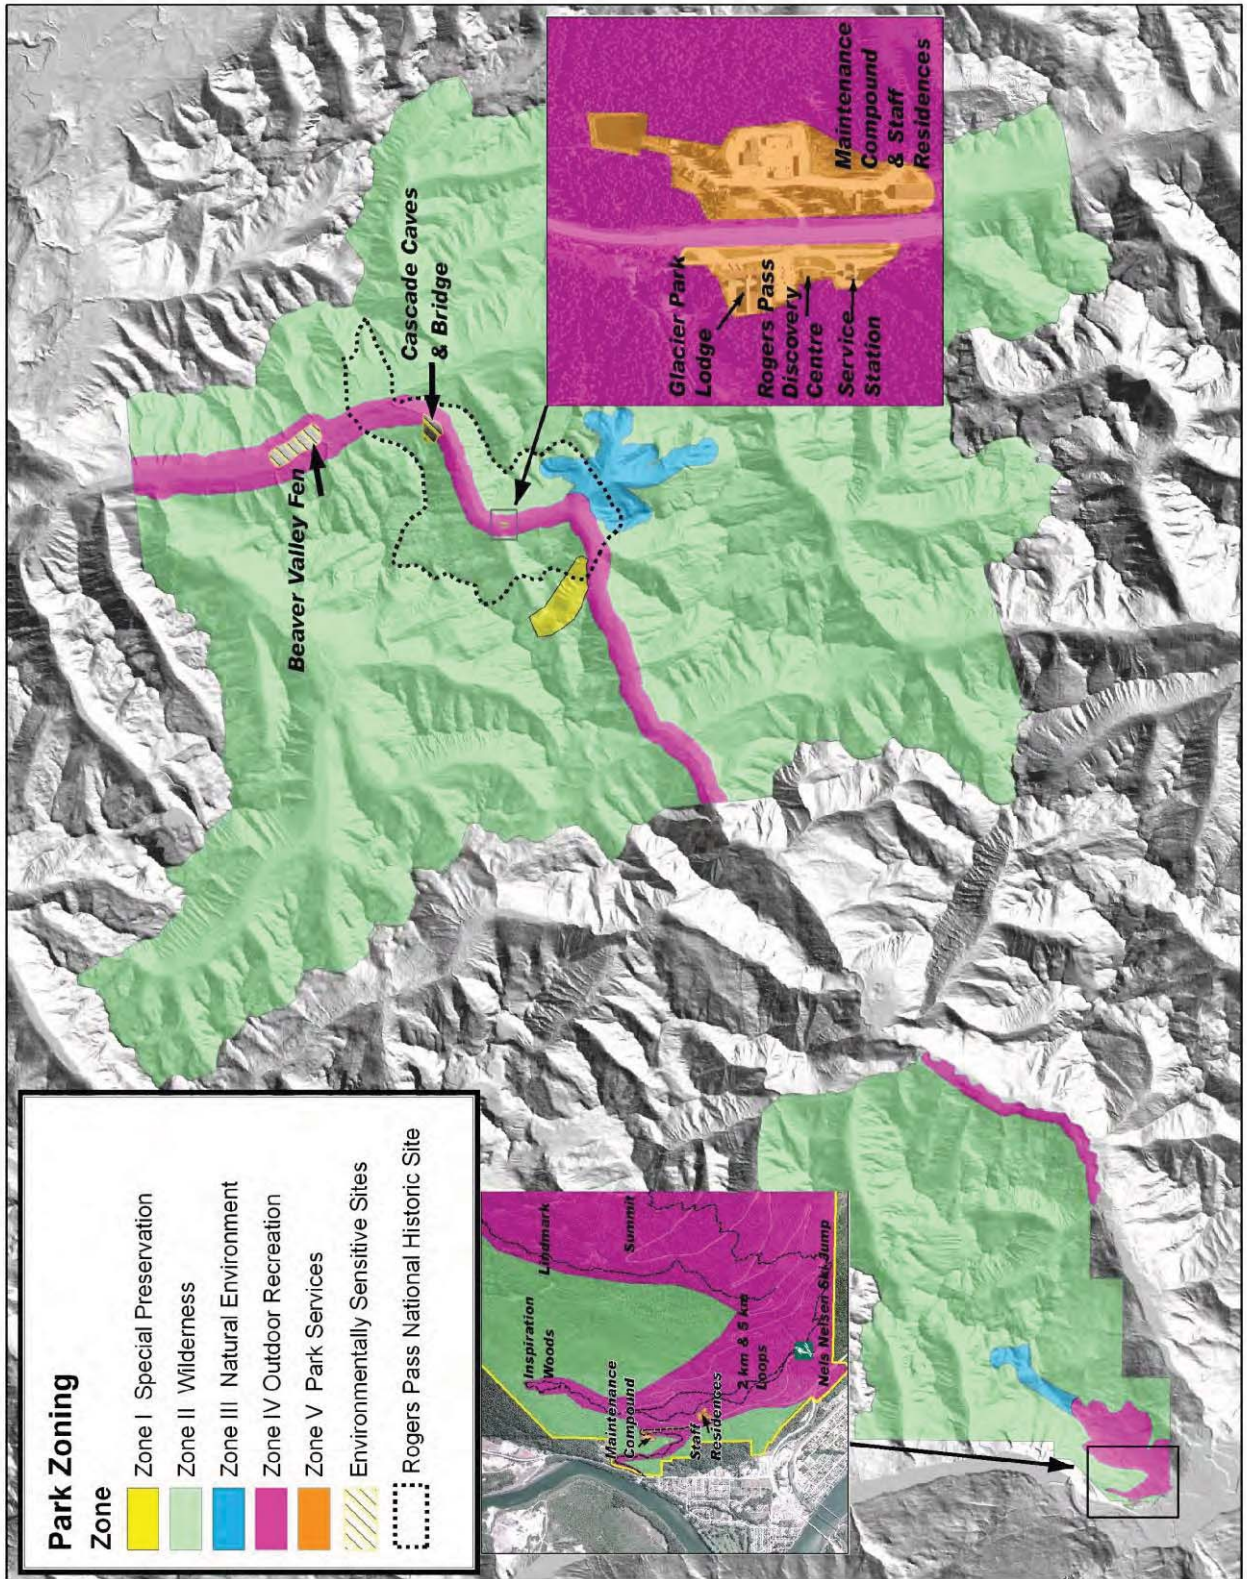 Park Zoning
Zone
Zone I Special Preservation
Zone II Wilderness
Zone III Natural Environment
Zone IV Outdoor Recreation
Zone V Park Services
Environmentally Sensitive Sites
Rogers Pass National Historic Site
Beaver Valley Fen
Cascade Caves
& Bridge
Glacier Park
Lodge
Rogers Pass
Discovery
Centre
Service
Station
Maintenance
Compound
& Staff
Residences
Inspiration
Woods
Lindmark
Summit
Maintenance
Compound
Staff
Residences
2 km & 5 km
Loops
Nels Nelsen Ski Jump